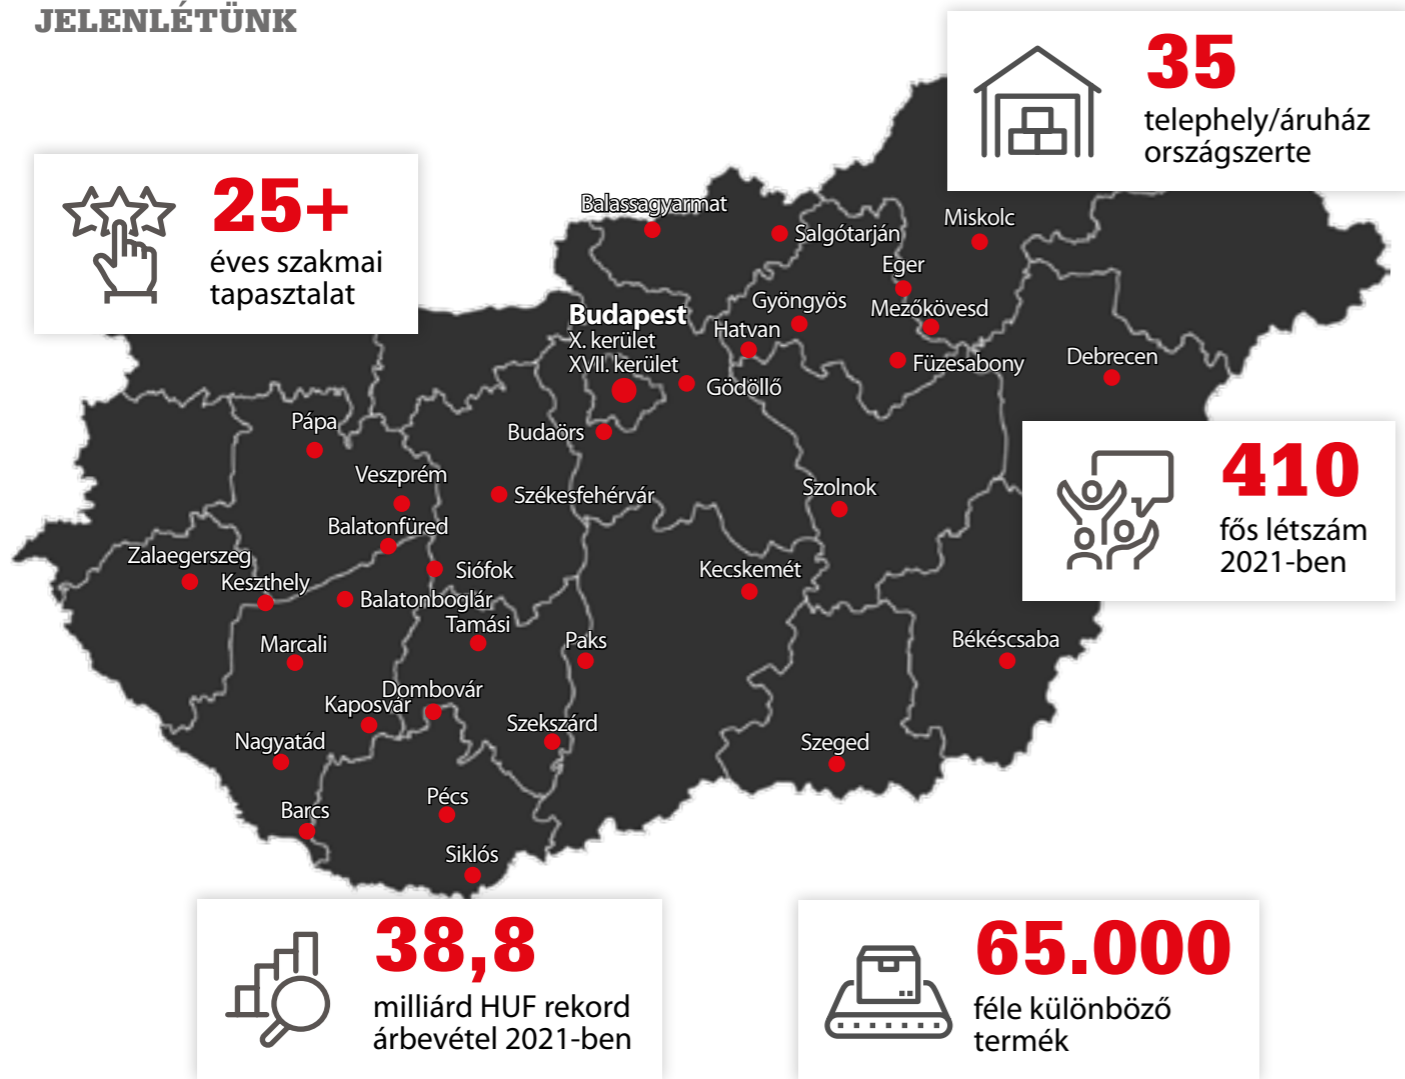 JELENLÉTÜNK
35
telephely/áruház
országszerte
25+
éves szakmai
tapasztalat
Balassagyarmat
Salgótarján
Miskolc
Eger
Gyöngyös
Mezőkövesd
Budapest
X. kerület
XVII. kerület
Hatvan
Füzesabony
Debrecen
Gödöllő
Pápa
Budaörs
Veszprém
Székesfehérvár
Szolnok
410
fős létszám
2021-ben
Balatonfüred
Zalaegerszeg
Keszthely
Siófok
Kecskemét
Balatonboglár
Tamási
Marcali
Paks
Békéscsaba
Dombovár
Kaposvár
Szekszárd
Nagyatád
Szeged
Barcs
Pécs
Siklós
38,8
milliárd HUF rekord
árbevétel 2021-ben
65.000
féle különböző
termék